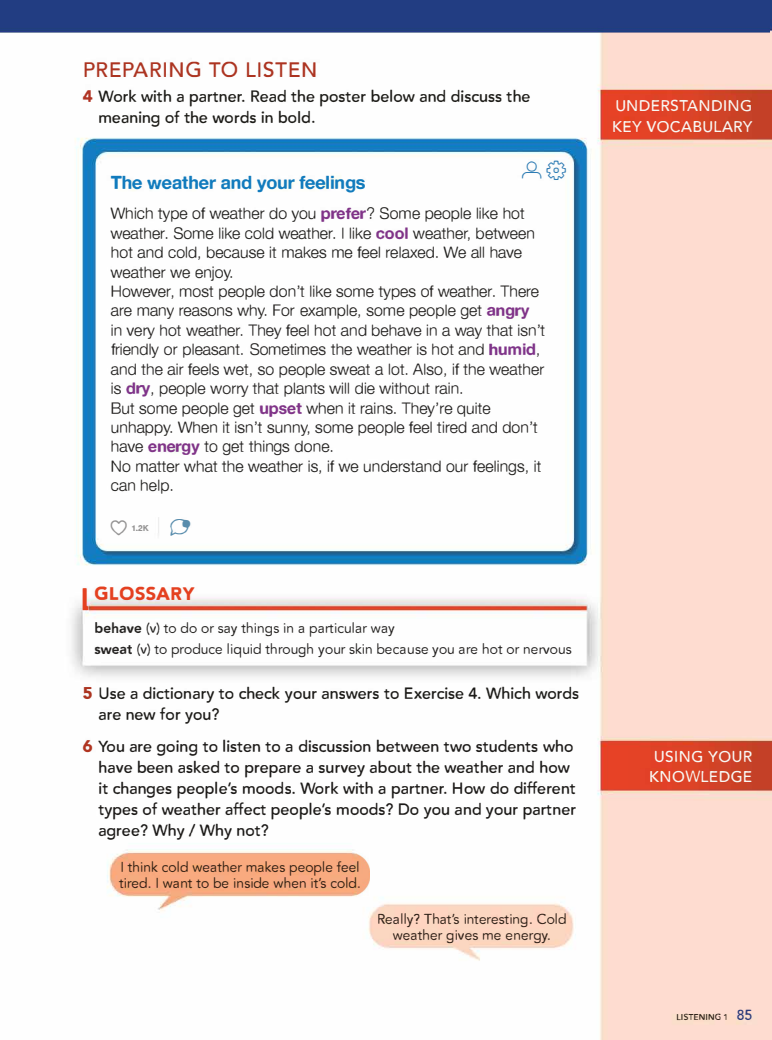 PREPARING TO LISTEN
4 Work with a partner. Read the poster below and discuss the
meaning of the words in bold.
UNDERSTANDING
KEY VOCABULARY
The weather and your feelings
Which type of weather do you prefer? Some people like hot
weather. Some like cold weather. I like cool weather, between
hot and cold, because it makes me feel relaxed. We all have
weather we enjoy.
However, most people don't like some types of weather. There
are many reasons why. For example, some people get angry
in very hot weather. They feel hot and behave in a way that isn't
friendly or pleasant. Sometimes the weather is hot and humid,
and the air feels wet, so people sweat a lot. Also, if the weather
is dry, people worry that plants will die without rain.
But some people get upset when it rains. They're quite
unhappy. When it isn't sunny, some people feel tired and don't
have energy to get things done.
No matter what the weather is, if we understand our feelings, it
can help.
1.2K
GLOSSARY
behave (v) to do or say things in a particular way
sweat (v) to produce liquid through your skin because you are hot or nervous
5 Use a dictionary to check your answers to Exercise 4. Which words
are new for you?
6 You are going to listen to a discussion between two students who
have been asked to prepare a survey about the weather and how
it changes people's moods. Work with a partner. How do different
types of weather affect people's moods? Do you and your partner
agree? Why / Why not?
USING YOUR
KNOWLEDGE
I think cold weather makes people feel
tired. I want to be inside when it's cold.
Really? That's interesting. Cold
weather gives me energy.
LISTENING 1 85